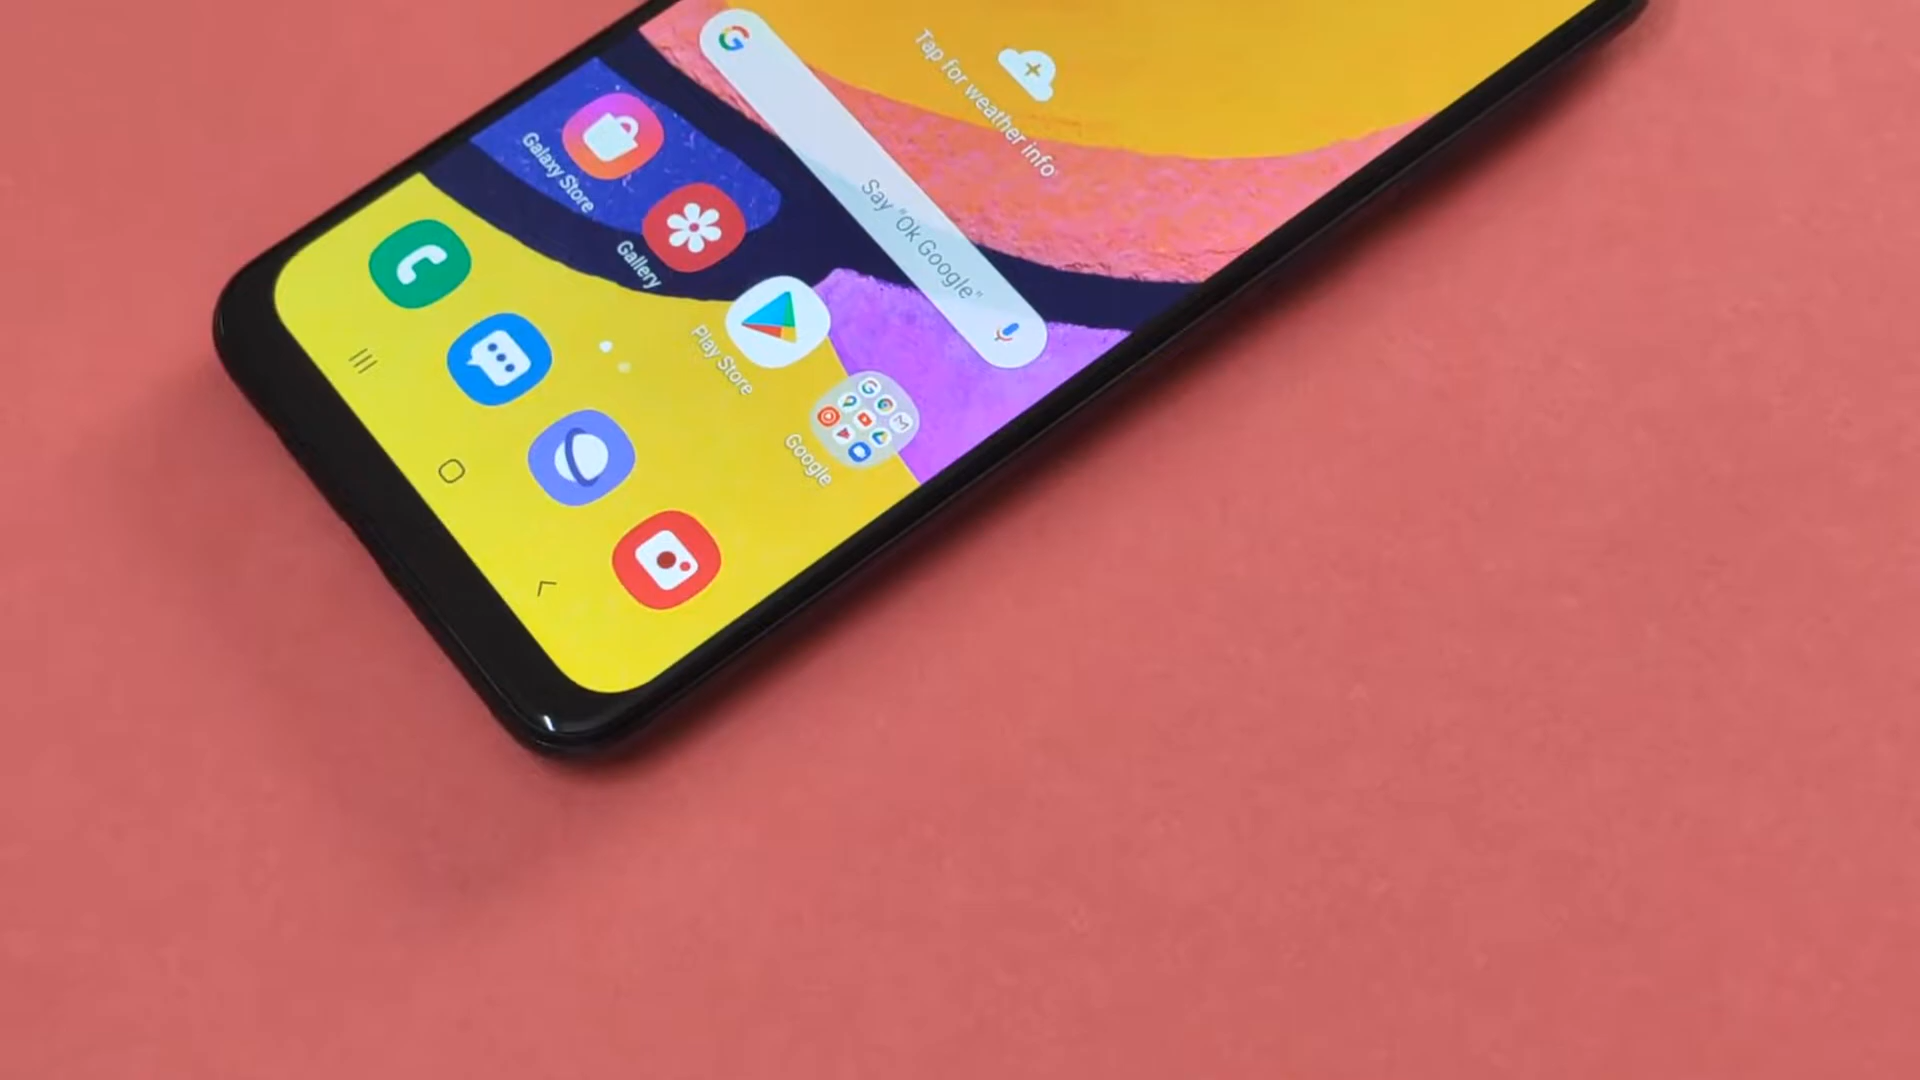 Tap for weather info
Say "Ok Google"
Galaxy Store
Gallery
Play Store
Google